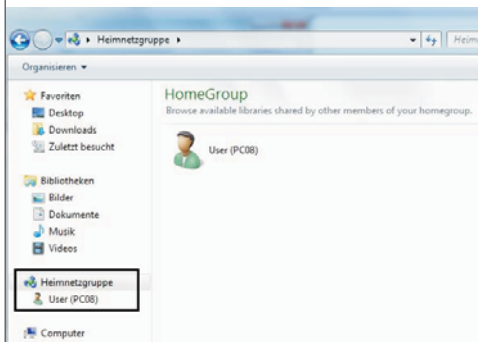 Heimnetzgruppe
Heim
Organisieren
HomeGroup
Browse available libraries shared by other members of your homegroup.
User (PC08)
Favoriten
Desktop
Downloads
Zuletzt besucht
Bibliotheken
Bilder
Dokumente
Musik
Videos
Heimnetzgruppe
User (PC08)
Computer